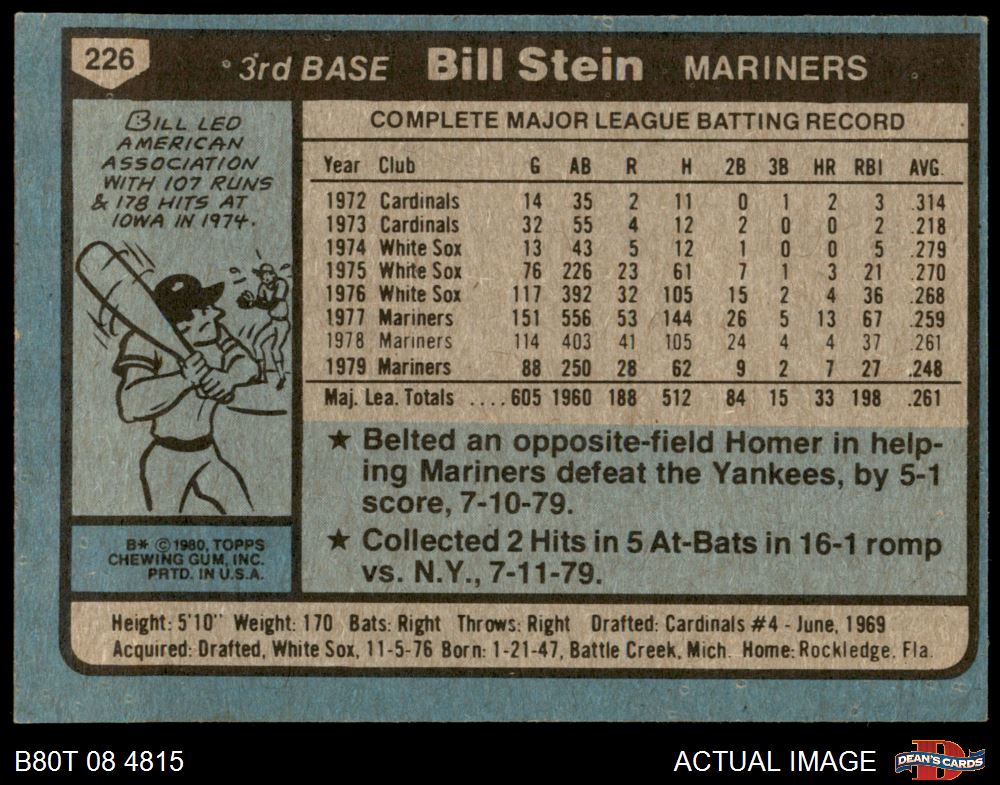 226
3rd BASE Bill Stein MARINERS
BILL LED
AMERICAN
ASSOCIATION
WITH 107 RUNS
& 178 HITS AT
IOWA IN 1974.
COMPLETE MAJOR LEAGUE BATTING RECORD
Year Club G AB R H 2B 3B HR RBI AVG.
1972 Cardinals 14 35 2 11 0 1 2 3 .314
1973 Cardinals 32 55 4 12 2 0 0 2 .218
1974 White Sox 13 43 5 12 1 0 0 5 .279
1975 White Sox 76 226 23 61 7 1 3 21 .270
1976 White Sox 117 392 32 105 15 2 4 36 .268
1977 Mariners 151 556 53 144 26 5 13 67 .259
1978 Mariners 114 403 41 105 24 4 4 37 .261
1979 Mariners 88 250 28 62 9 2 7 27 .248
Maj. Lea. Totals .... 605 1960 188 512 84 15 33 198 .261
★ Belted an opposite-field Homer in help-
ing Mariners defeat the Yankees, by 5-1
score, 7-10-79.
★ Collected 2 Hits in 5 At-Bats in 16-1 romp
vs. N.Y., 7-11-79.
B* © 1980, TOPPS
CHEWING GUM, INC.
PRTD. IN U.S.A.
Height: 5'10" Weight: 170 Bats: Right Throws: Right Drafted: Cardinals #4 - June, 1969
Acquired: Drafted, White Sox, 11-5-76 Born: 1-21-47, Battle Creek, Mich. Home: Rockledge, Fla.
B80T 08 4815
ACTUAL IMAGE
DEAN'S CARDS